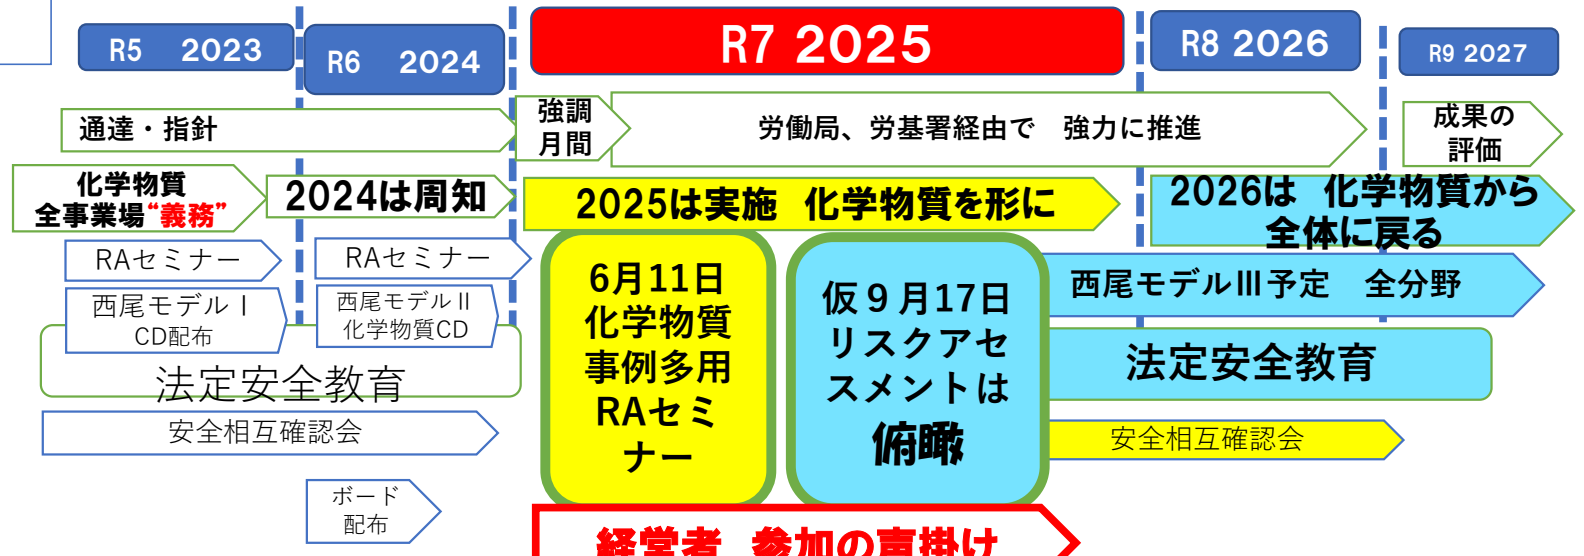 R5 2023
R6 2024
R7 2025
R8 2026
R9 2027
通達・指針
強調
月間
労働局、労基署経由で 強力に推進
成果の
評価
化学物質
全事業場“義務”
2024は周知
2025は実施 化学物質を形に
2026は 化学物質から
全体に戻る
RAセミナー
RAセミナー
西尾モデルⅠ
CD配布
西尾モデルⅡ
化学物質CD
6月11日
化学物質
事例多用
RAセミ
ナー
仮９月17日
リスクアセ
スメントは
俯瞰
西尾モデルⅢ予定 全分野
法定安全教育
法定安全教育
安全相互確認会
安全相互確認会
ボード
配布
経営者 参加の声掛け